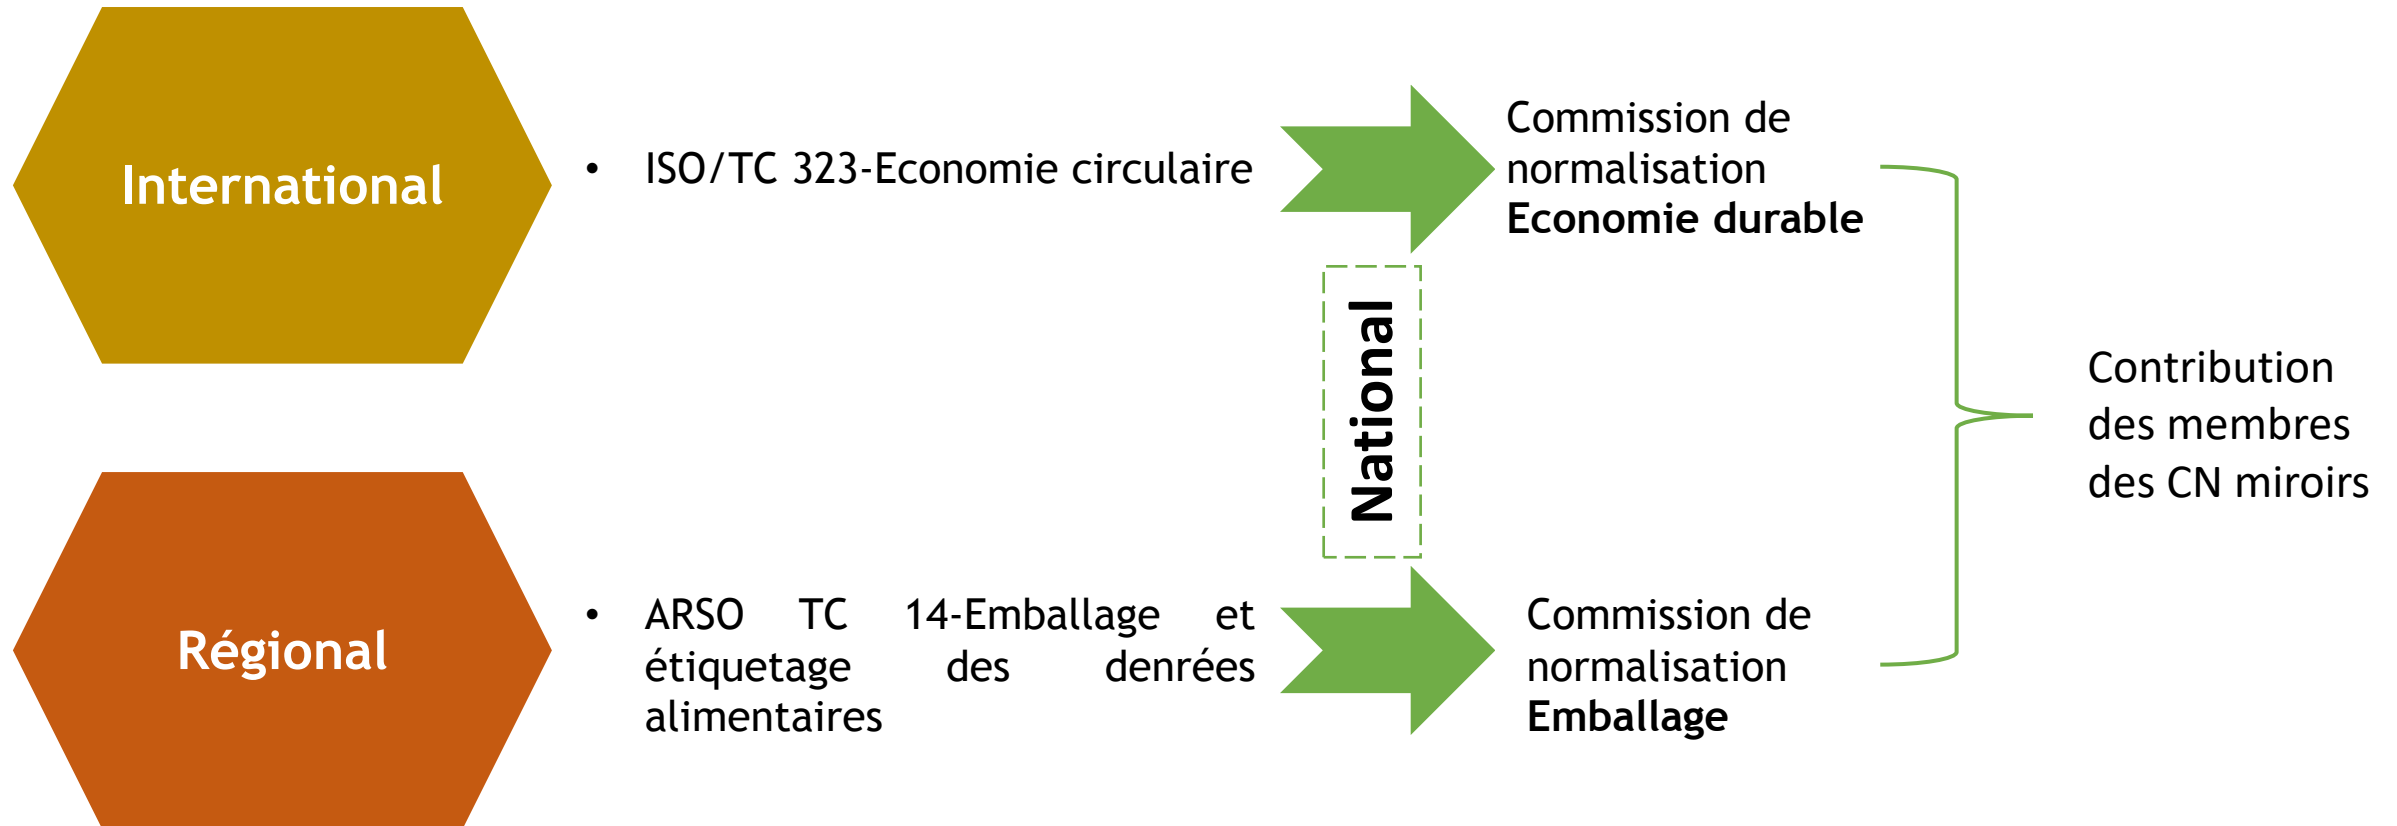 International
• ISO/TC 323-Economie circulaire
Commission de
normalisation
Economie durable
National
Contribution
des membres
des CN miroirs
Régional
• ARSO TC 14-Emballage et
étiquetage des denrées
alimentaires
Commission de
normalisation
Emballage